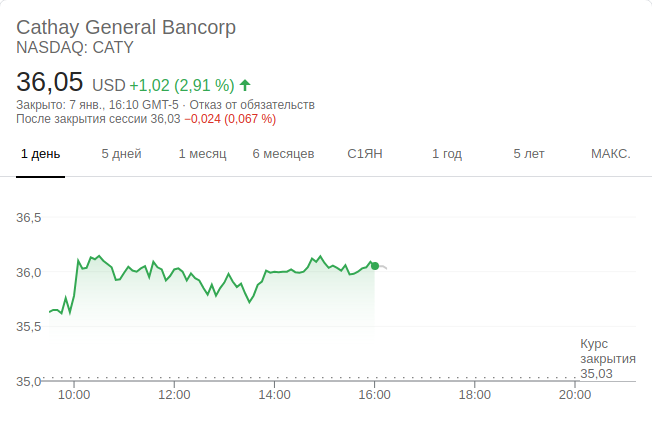 Cathay General Bancorp
NASDAQ: CATY
36,05 USD +1,02 (2,91 %)
Закрыто: 7 янв., 16:10 GMT-5 · Отказ от обязательств
После закрытия сессии 36,03 −0,024 (0,067 %)
1 день 5 дней 1 месяц 6 месяцев С1ЯН 1 год 5 лет МАКС.
36,5
36,0
35,5
Курс
закрытия
35,03
35,0
10:00 12:00 14:00 16:00 18:00 20:00